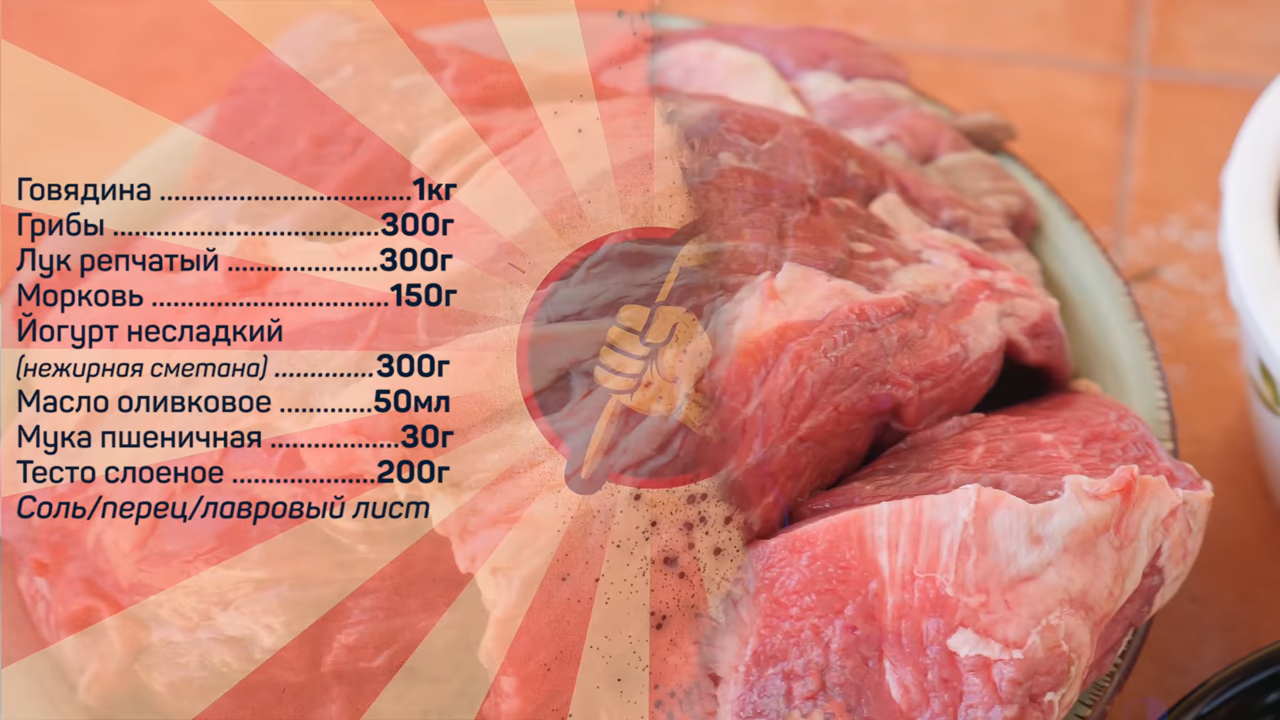 Говядина ..................................1кг
Грибы ..............................300г
Лук репчатый .................300г
Морковь ...........................150г
Йогурт несладкий
(нежирная сметана) ............300г
Масло оливковое ...........50мл
Мука пшеничная ...............30г
Тесто слоеное .................200г
Соль/перец/лавровый лист